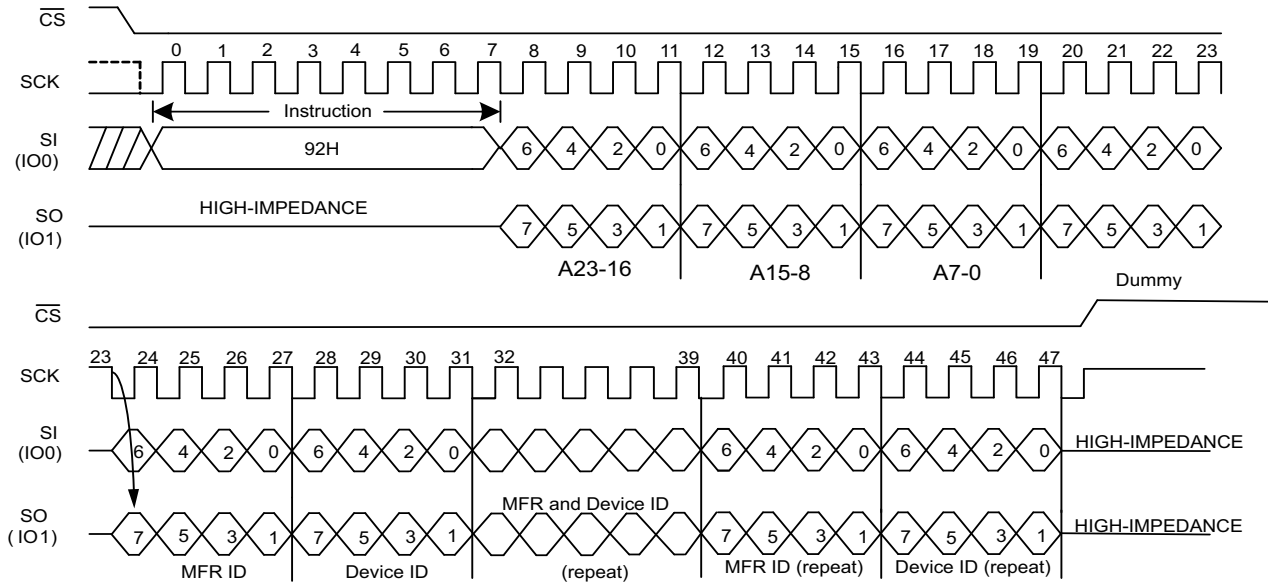 CS
0 1 2 3 4 5 6 7 8 9 10 11 12 13 14 15 16 17 18 19 20 21 22 23
SCK
Instruction
SI
(IO0)
92H
6 4 2 0 6 4 2 0 6 4 2 0 6 4 2 0
SO
(IO1)
HIGH-IMPEDANCE
7 5 3 1 7 5 3 1 7 5 3 1 7 5 3 1
A23-16 A15-8 A7-0 Dummy
CS
23 24 25 26 27 28 29 30 31 32 39 40 41 42 43 44 45 46 47
SCK
SI
(IO0)
6 4 2 0 6 4 2 0 6 4 2 0 6 4 2 0 HIGH-IMPEDANCE
MFR and Device ID
SO
( IO1)
7 5 3 1 7 5 3 1 7 5 3 1 7 5 3 1 HIGH-IMPEDANCE
MFR ID Device ID (repeat) MFR ID (repeat) Device ID (repeat)